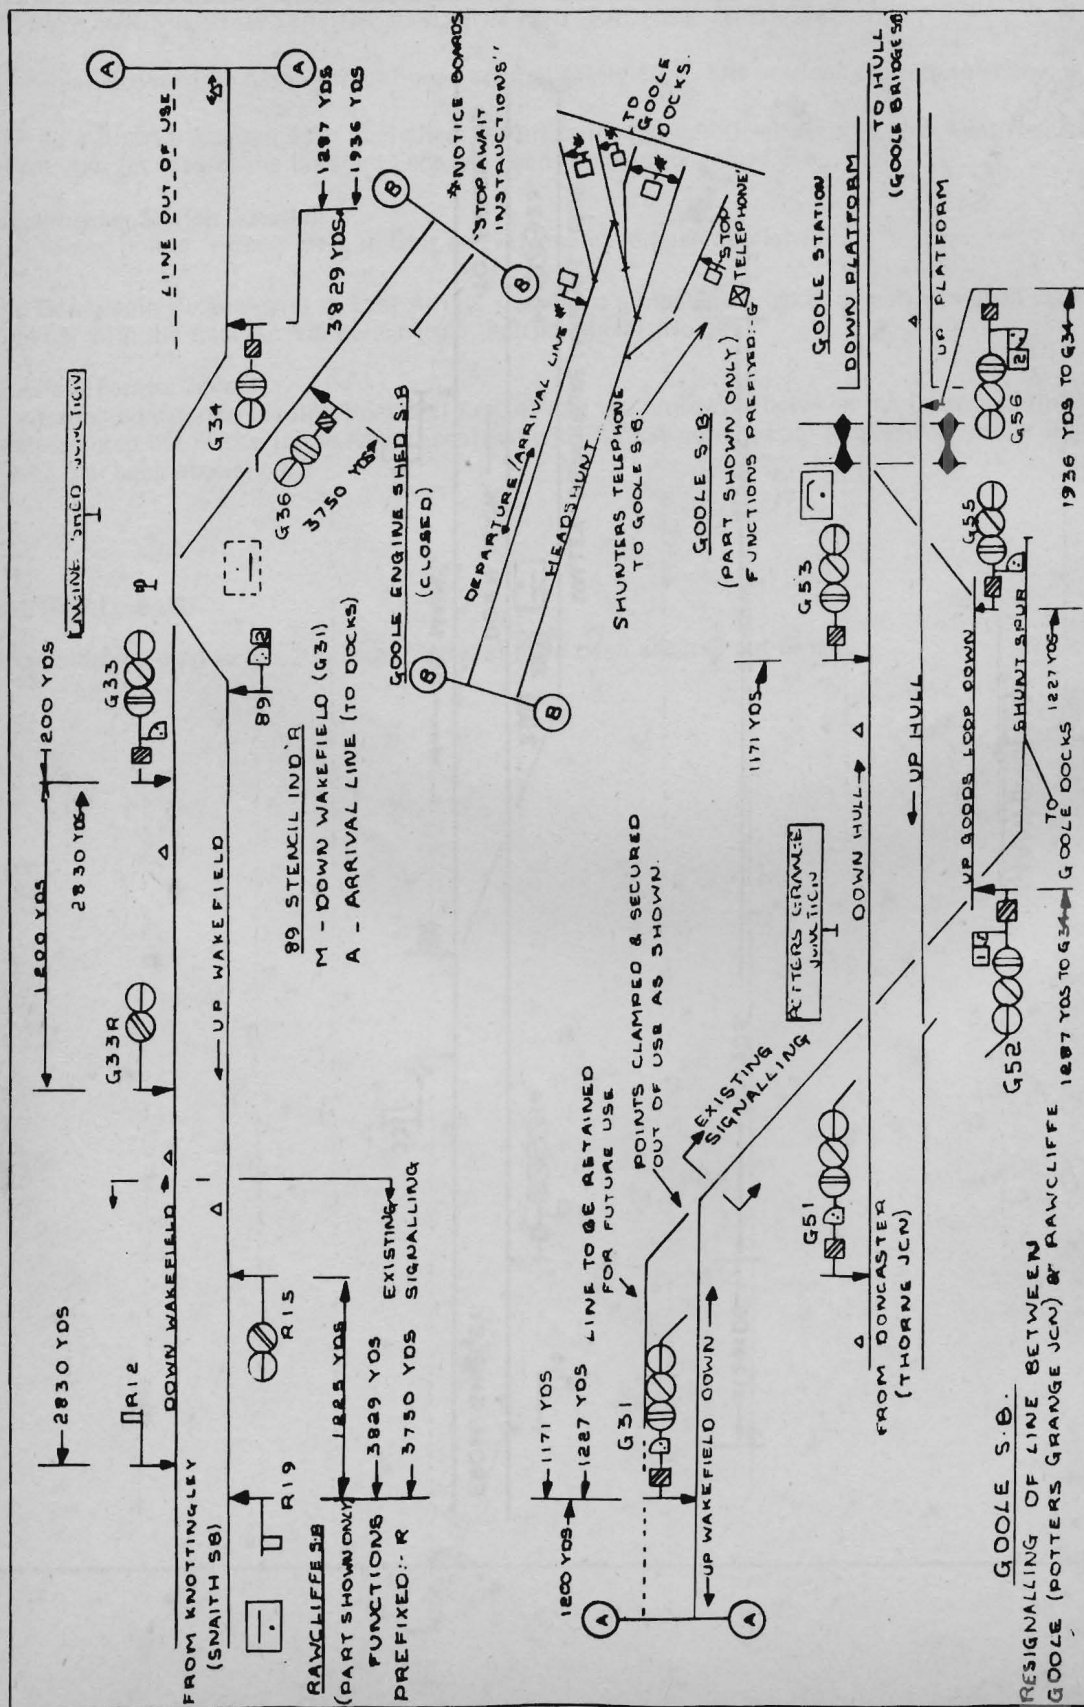 FROM KNOTTINGLEY
(SNAITH SB)
2830 YDS
R12
DOWN WAKEFIELD
R19
R15
RAWCLIFFE S.B
(PART SHOWN ONLY)
FUNCTIONS
PREFIXED:- R
1225 YDS
3829 YDS
3750 YDS
EXISTING
SIGNALLING
G33R
1200 YDS
1200 YDS
2830 YDS
UP WAKEFIELD
G33
ENGINE SHED JUNCTION
89
89 STENCIL IND'R
M - DOWN WAKEFIELD (G31)
A - ARRIVAL LINE (TO DOCKS)
G34
G36
3750 YDS
LINE OUT OF USE
A
A
1287 YDS
1936 YDS
3829 YDS
B
B
*NOTICE BOARDS
"STOP AWAIT
INSTRUCTIONS"
GOOLE ENGINE SHED S.B
(CLOSED)
B
B
DEPARTURE/ARRIVAL LINE *
HEADSHUNT
TO
GOOLE
DOCKS.
STOP
TELEPHONE'
SHUNTERS TELEPHONE
TO GOOLE S.B.
GOOLE S.B.
(PART SHOWN ONLY)
FUNCTIONS PREFIXED:-G
A
A
1200 YDS
1171 YDS
1287 YDS
G31
UP WAKEFIELD DOWN
LINE TO BE RETAINED
FOR FUTURE USE
POINTS CLAMPED & SECURED
OUT OF USE AS SHOWN.
EXISTING
SIGNALLING
POTTERS GRANGE
JUNCTION
FROM DONCASTER
(THORNE JCN)
G51
DOWN HULL
UP HULL
1171 YDS
G53
GOOLE STATION
DOWN PLATFORM
TO HULL
(GOOLE BRIDGE SB)
UP PLATFORM
UP GOODS LOOP DOWN
SHUNT SPUR
TO
GOOLE DOCKS
G52
G55
G56
1287 YDS TO G34
1227 YDS
1936 YDS TO G34
GOOLE S.B.
RESIGNALLING OF LINE BETWEEN
GOOLE (POTTERS GRANGE JCN) & RAWCLIFFE